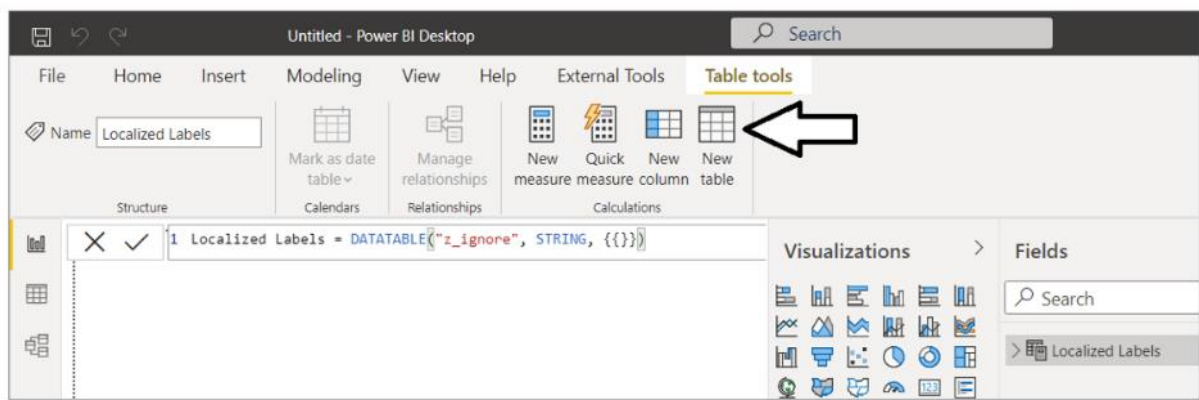 Untitled - Power BI Desktop
Search
File Home Insert Modeling View Help External Tools Table tools
Name Localized Labels
Mark as date
table
Manage
relationships
New
measure
Quick
measure
New
column
New
table
Structure
Calendars
Relationships
Calculations
1 Localized Labels = DATATABLE("z_ignore", STRING, {{}})
Visualizations
Fields
Search
Localized Labels
123